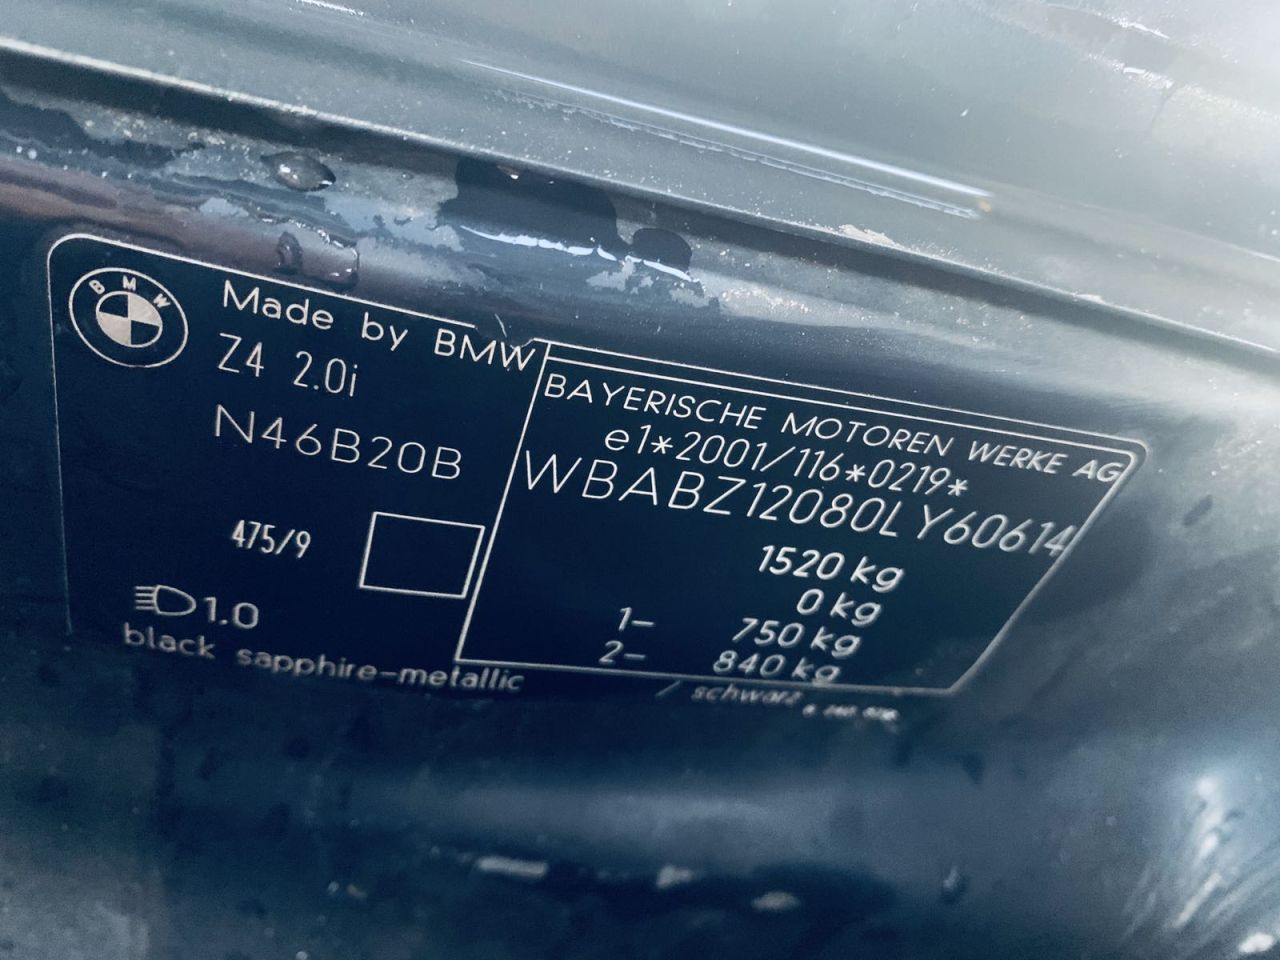 BMW
Made by BMW
Z4 2.0i
N46B20B
475/9
1.0
black sapphire-metallic
BAYERISCHE MOTOREN WERKE AG
e1*2001/116*0219*
WBABZ12080LY60614
1520 kg
0 kg
1- 750 kg
2- 840 kg
/ schwarz